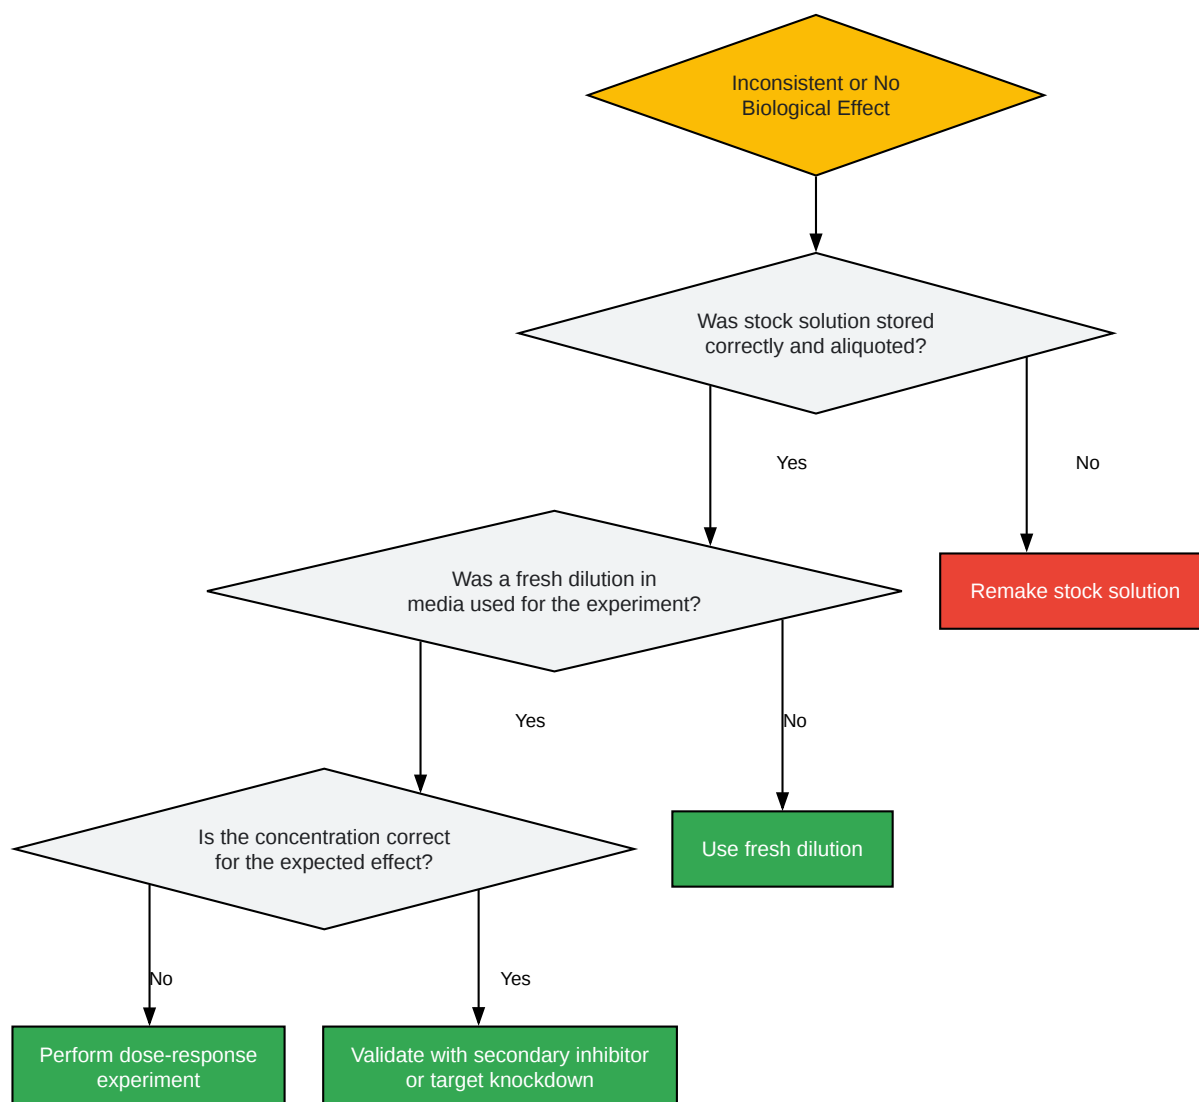 Inconsistent or No
Biological Effect
Was stock solution stored
correctly and aliquoted?
Yes
No
Was a fresh dilution in
media used for the experiment?
Remake stock solution
Yes
No
Is the concentration correct
for the expected effect?
Use fresh dilution
No
Yes
Perform dose-response
experiment
Validate with secondary inhibitor
or target knockdown